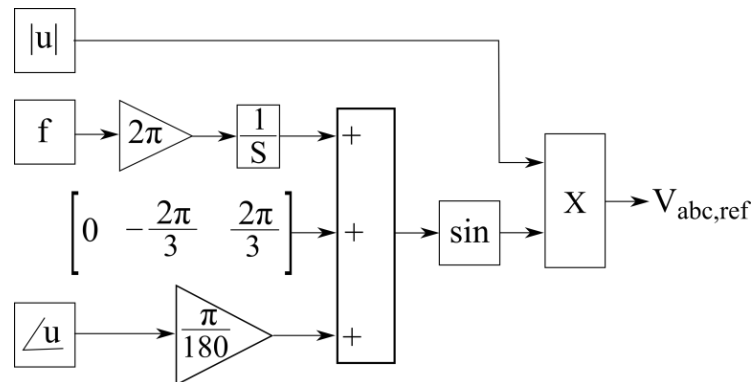 |u|
f 2π 1/S +
[0 -2π/3 2π/3] + sin X V_abc,ref
∠u π/180 +